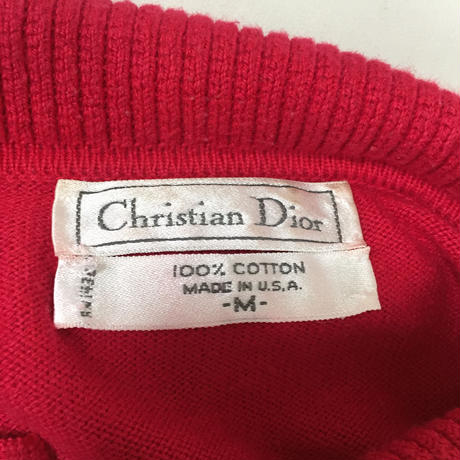 Christian Dior
100% COTTON
MADE IN U.S.A.
-M-